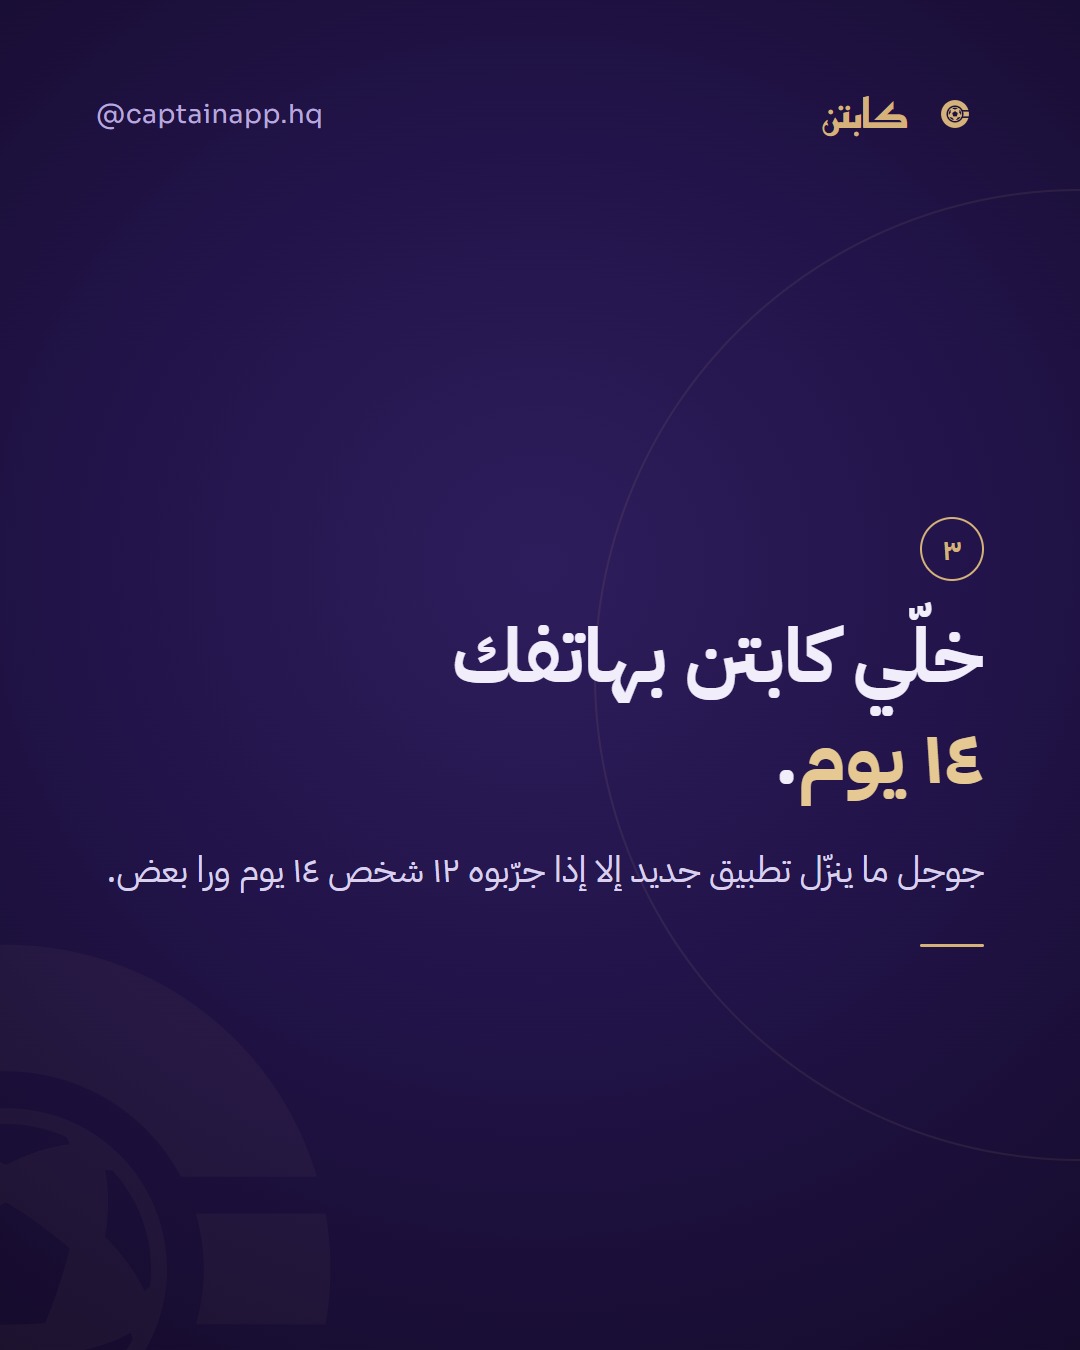 كابتن
@captainapp.hq
٣
خلّي كابتن بهاتفك
١٤ يوم.
جوجل ما ينزّل تطبيق جديد إلا إذا جرّبوه ١٢ شخص ١٤ يوم ورا بعض.